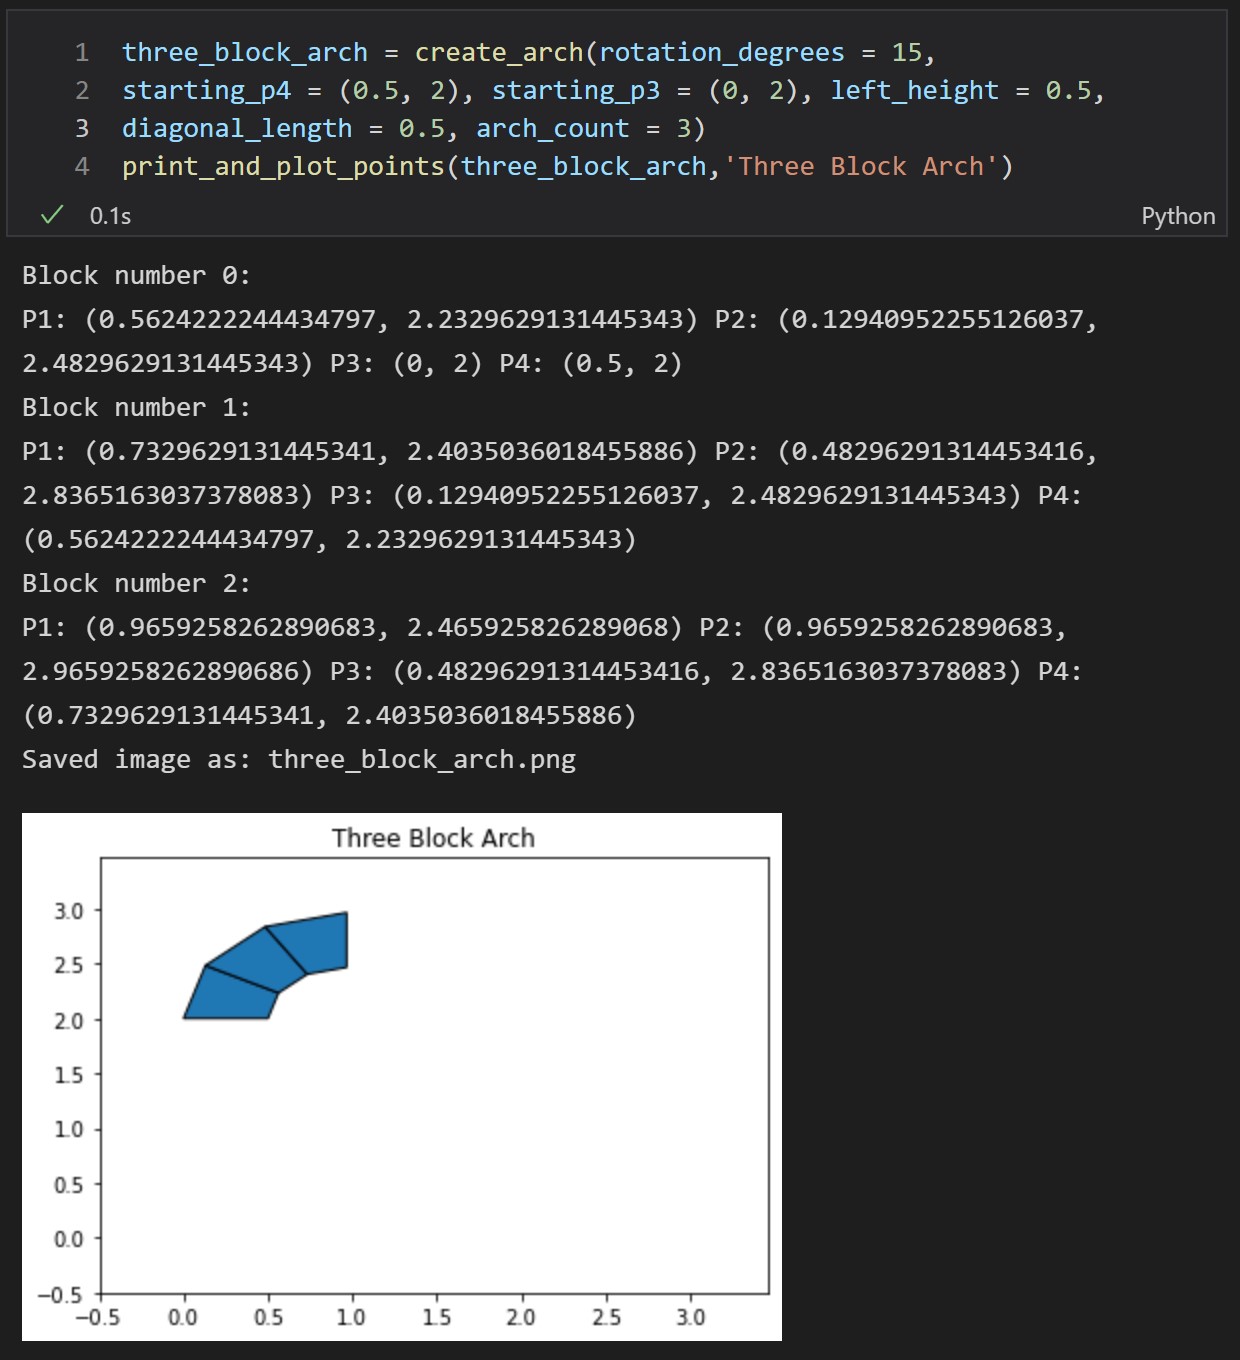 1 three_block_arch = create_arch(rotation_degrees = 15,
2 starting_p4 = (0.5, 2), starting_p3 = (0, 2), left_height = 0.5,
3 diagonal_length = 0.5, arch_count = 3)
4 print_and_plot_points(three_block_arch,'Three Block Arch')
0.1s Python
Block number 0:
P1: (0.5624222244434797, 2.2329629131445343) P2: (0.12940952255126037,
2.4829629131445343) P3: (0, 2) P4: (0.5, 2)
Block number 1:
P1: (0.7329629131445341, 2.4035036018455886) P2: (0.48296291314453416,
2.8365163037378083) P3: (0.12940952255126037, 2.4829629131445343) P4:
(0.5624222244434797, 2.2329629131445343)
Block number 2:
P1: (0.9659258262890683, 2.465925826289068) P2: (0.9659258262890683,
2.9659258262890686) P3: (0.48296291314453416, 2.8365163037378083) P4:
(0.7329629131445341, 2.4035036018455886)
Saved image as: three_block_arch.png
Three Block Arch
3.0
2.5
2.0
1.5
1.0
0.5
0.0
−0.5
−0.5 0.0 0.5 1.0 1.5 2.0 2.5 3.0